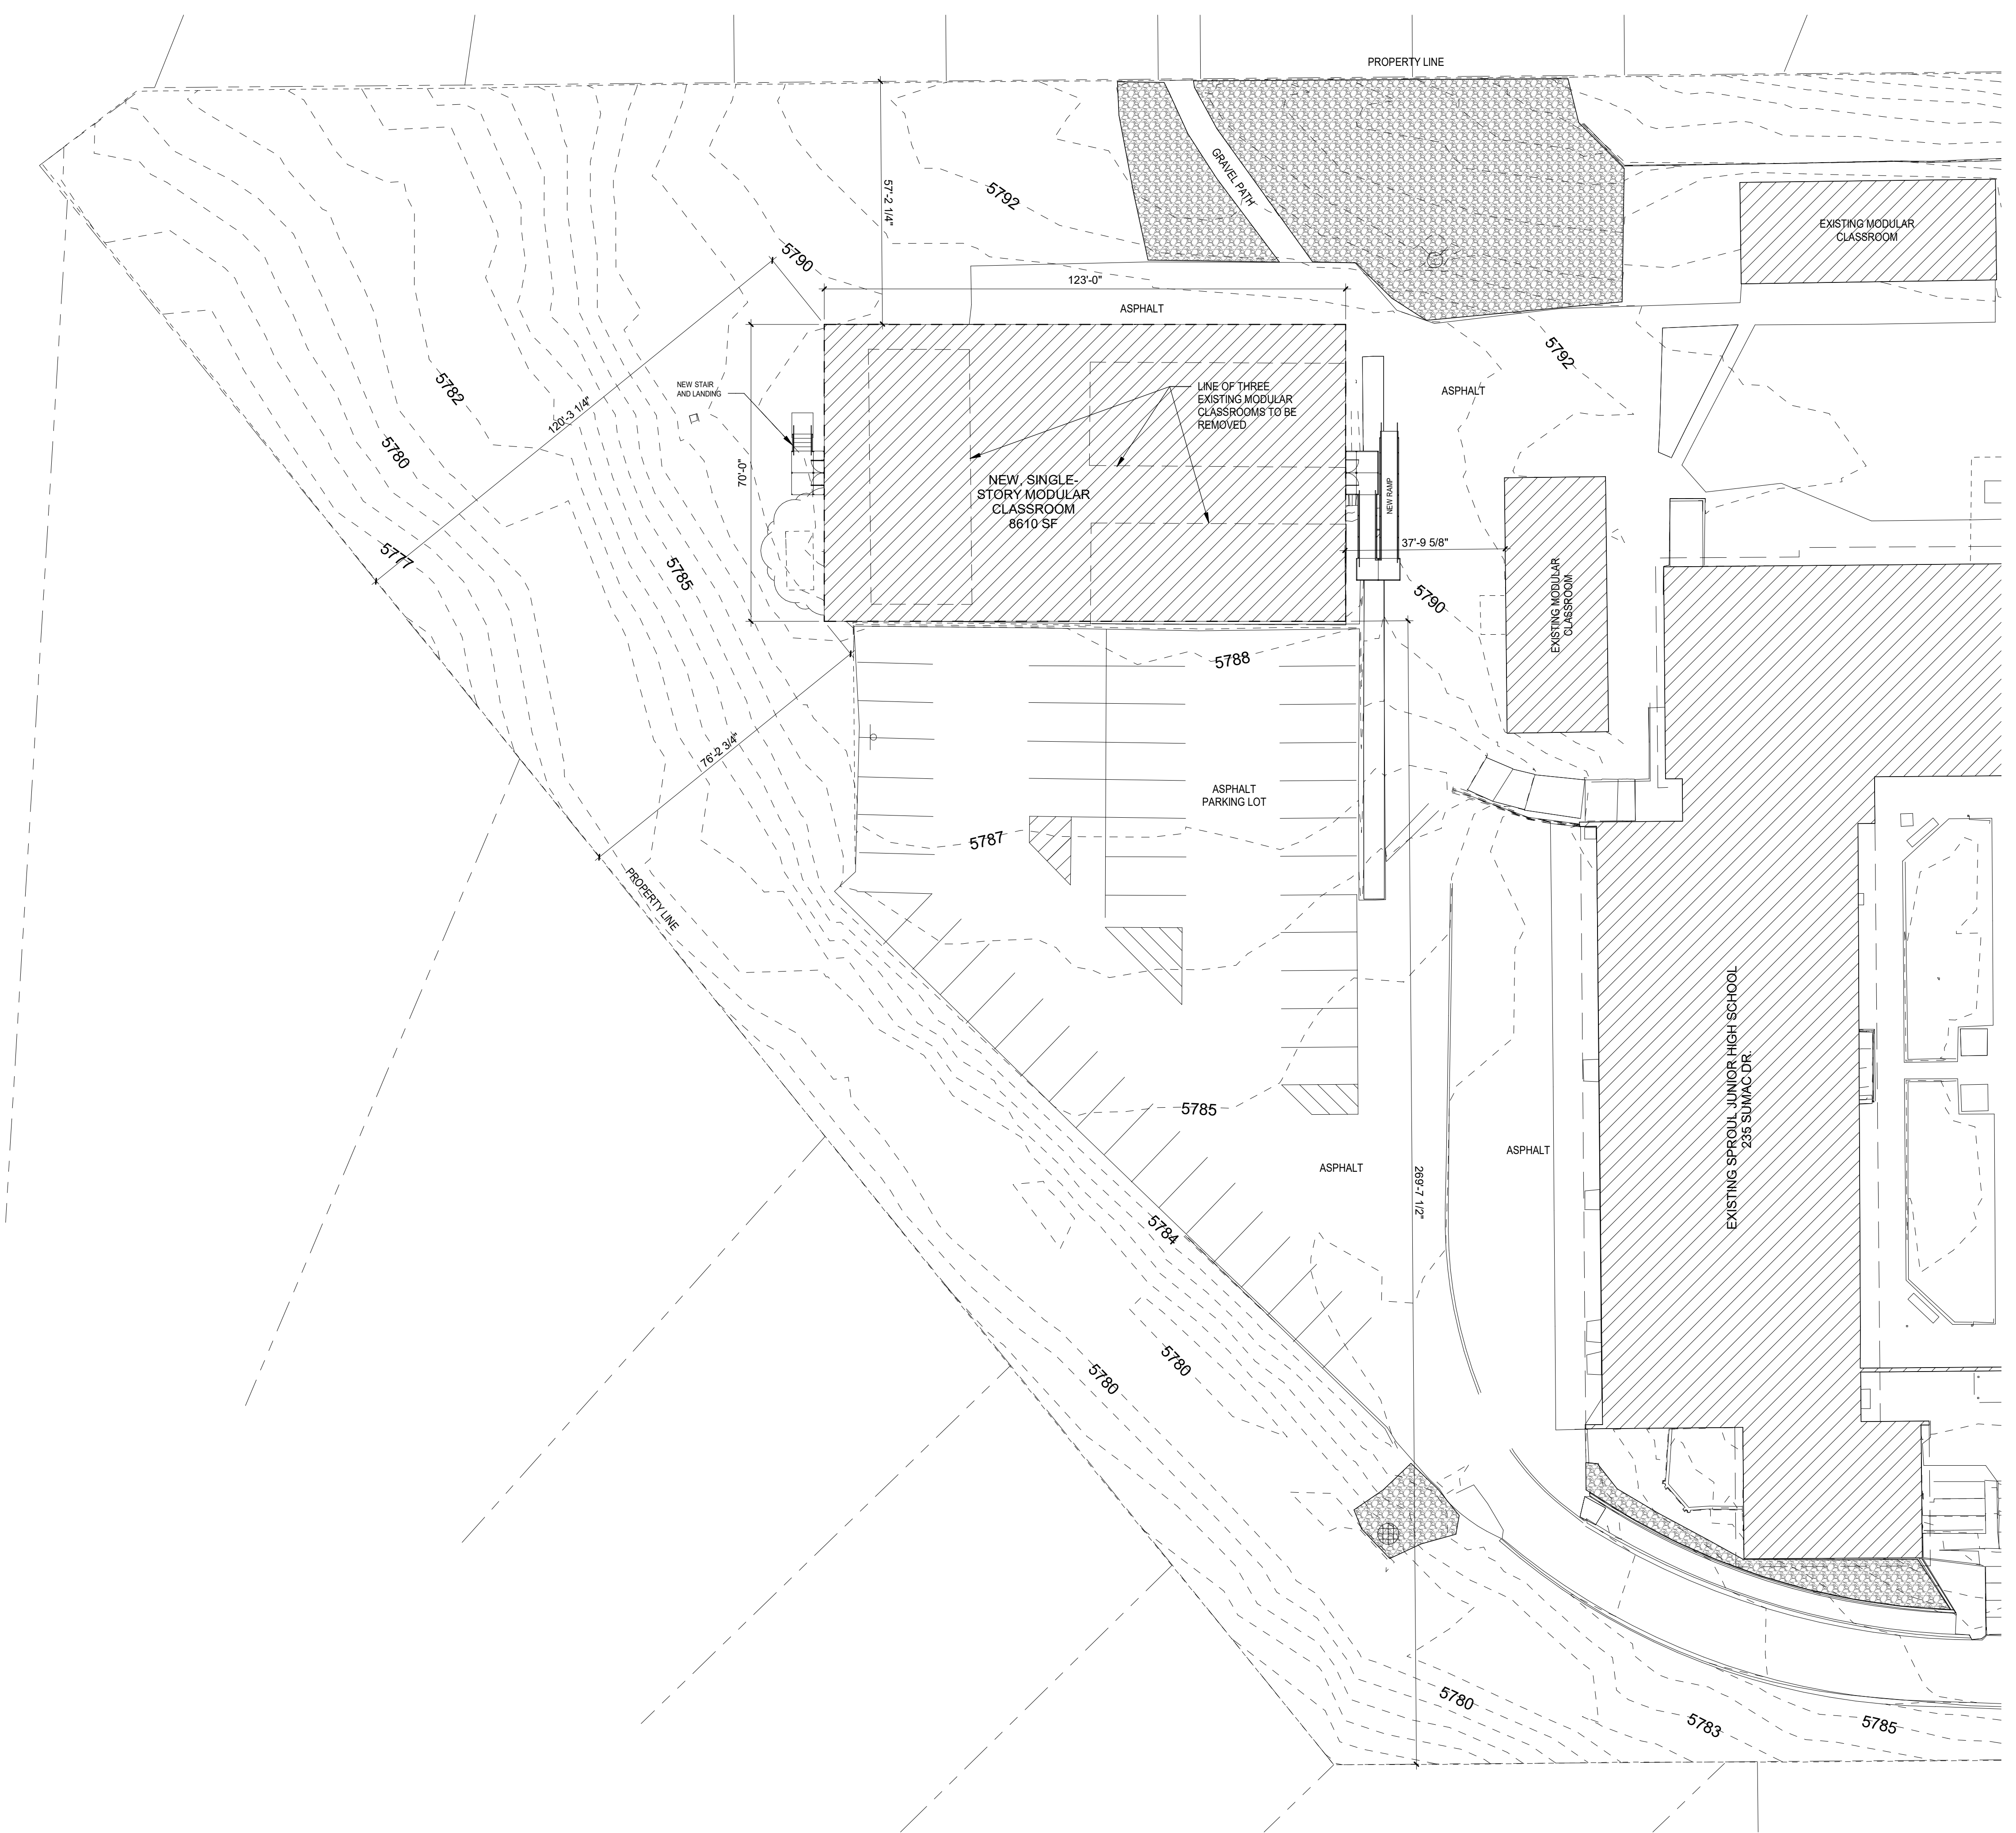 PROPERTY LINE
57'-2 1/4"
GRAVEL PATH
5792
EXISTING MODULAR
CLASSROOM
5790
123'-0"
ASPHALT
5792
NEW STAIR
AND LANDING
5782
120'-3 1/4"
LINE OF THREE
EXISTING MODULAR
CLASSROOMS TO BE
REMOVED
ASPHALT
5780
70'-0"
NEW, SINGLE-
STORY MODULAR
CLASSROOM
8610 SF
NEW RAMP
37'-9 5/8"
5777
5785
5790
EXISTING MODULAR
CLASSROOM
5788
76'-2 3/4"
ASPHALT
PARKING LOT
5787
PROPERTY LINE
5785
EXISTING SPROUL JUNIOR HIGH SCHOOL
235 SUMAC DR.
ASPHALT
ASPHALT
269'-7 1/2"
5784
5780
5780
5780
5783
5785